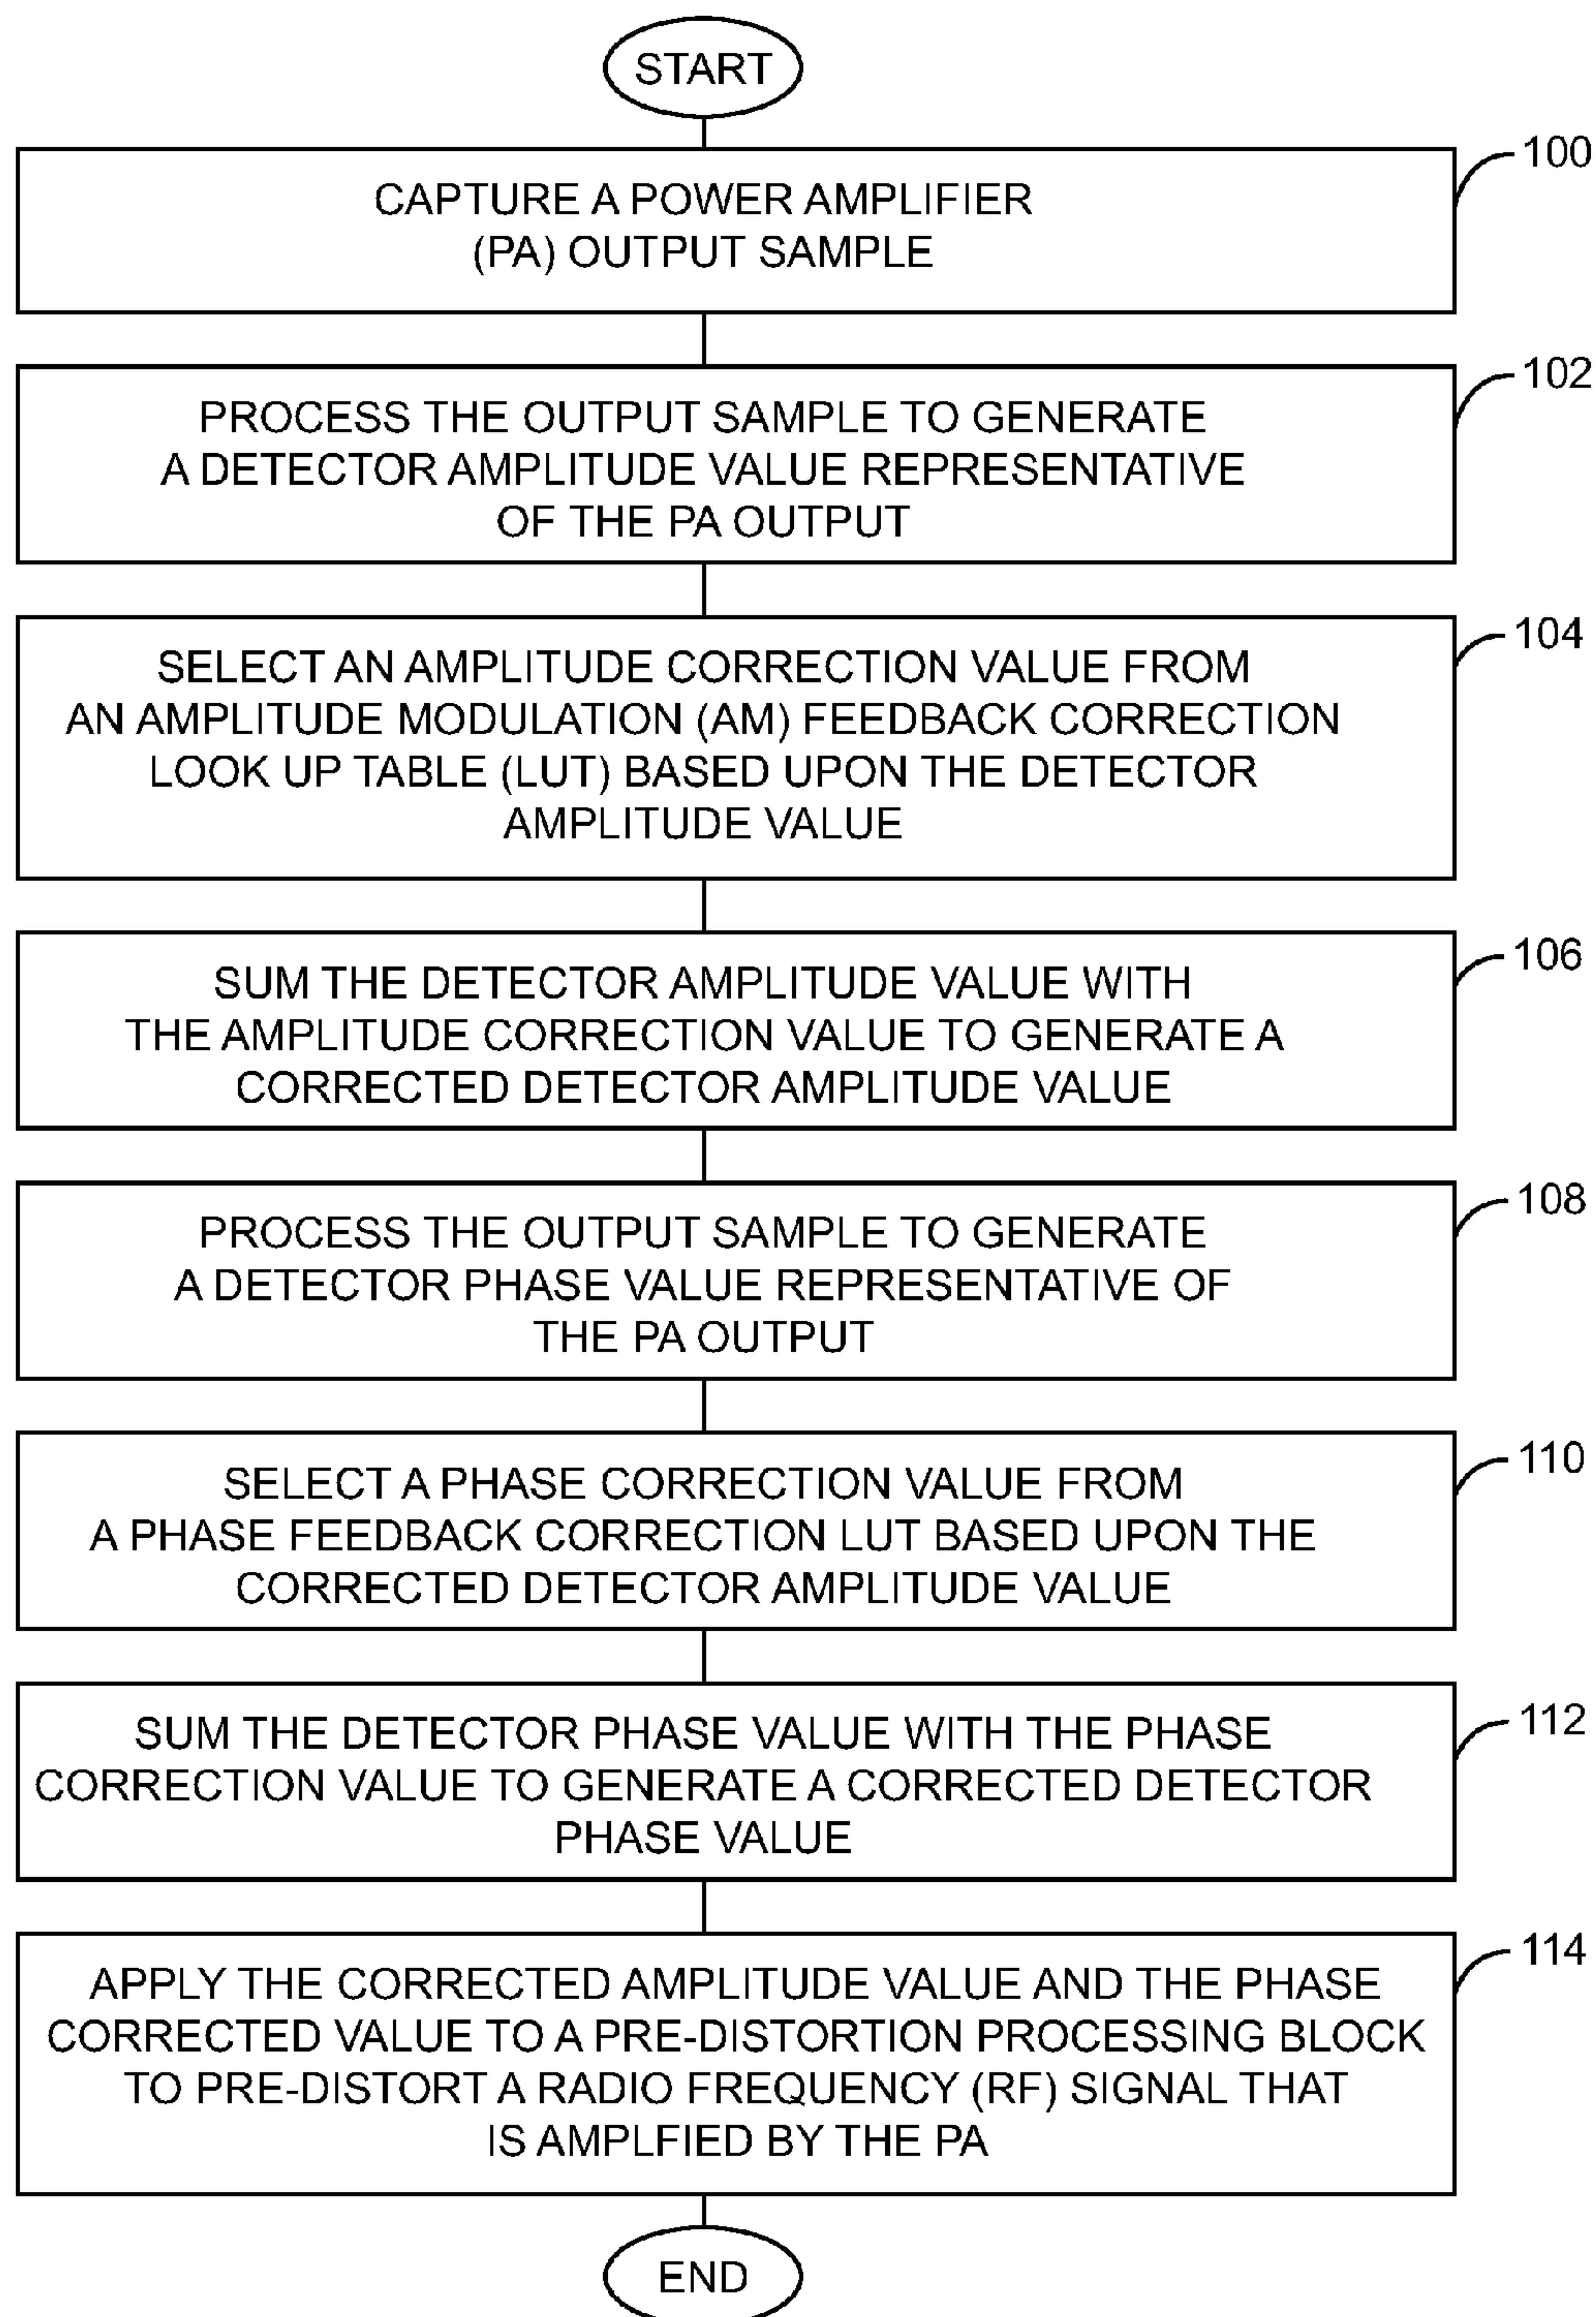 START
100
CAPTURE A POWER AMPLIFIER
(PA) OUTPUT SAMPLE
102
PROCESS THE OUTPUT SAMPLE TO GENERATE
A DETECTOR AMPLITUDE VALUE REPRESENTATIVE
OF THE PA OUTPUT
104
SELECT AN AMPLITUDE CORRECTION VALUE FROM
AN AMPLITUDE MODULATION (AM) FEEDBACK CORRECTION
LOOK UP TABLE (LUT) BASED UPON THE DETECTOR
AMPLITUDE VALUE
106
SUM THE DETECTOR AMPLITUDE VALUE WITH
THE AMPLITUDE CORRECTION VALUE TO GENERATE A
CORRECTED DETECTOR AMPLITUDE VALUE
108
PROCESS THE OUTPUT SAMPLE TO GENERATE
A DETECTOR PHASE VALUE REPRESENTATIVE OF
THE PA OUTPUT
110
SELECT A PHASE CORRECTION VALUE FROM
A PHASE FEEDBACK CORRECTION LUT BASED UPON THE
CORRECTED DETECTOR AMPLITUDE VALUE
112
SUM THE DETECTOR PHASE VALUE WITH THE PHASE
CORRECTION VALUE TO GENERATE A CORRECTED DETECTOR
PHASE VALUE
114
APPLY THE CORRECTED AMPLITUDE VALUE AND THE PHASE
CORRECTED VALUE TO A PRE-DISTORTION PROCESSING BLOCK
TO PRE-DISTORT A RADIO FREQUENCY (RF) SIGNAL THAT
IS AMPLFIED BY THE PA
END